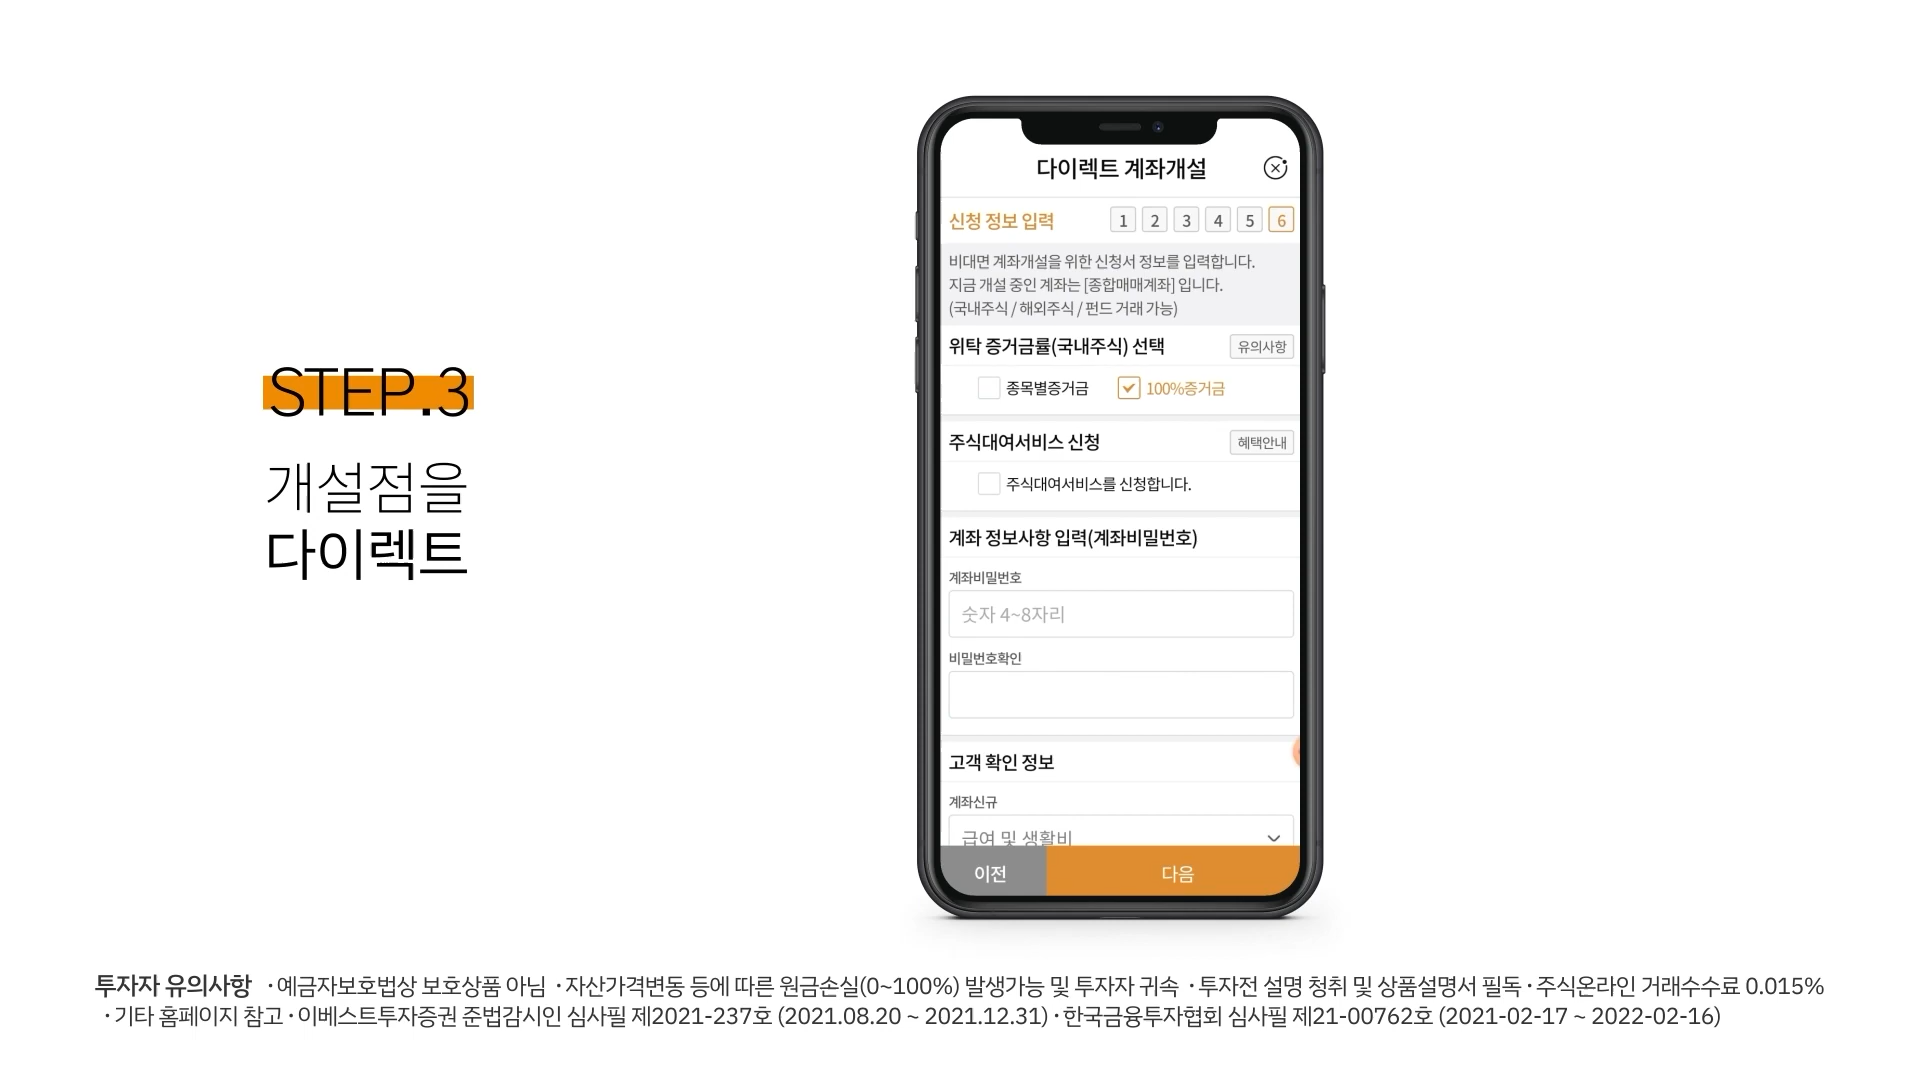 STEP.3
개설점을
다이렉트
다이렉트 계좌개설
신청 정보 입력 1 2 3 4 5 6
비대면 계좌개설을 위한 신청서 정보를 입력합니다.
지금 개설 중인 계좌는 [종합매매계좌] 입니다.
(국내주식 / 해외주식 / 펀드 거래 가능)
위탁 증거금률(국내주식) 선택 유의사항
종목별증거금 100%증거금
주식대여서비스 신청 혜택안내
주식대여서비스를 신청합니다.
계좌 정보사항 입력(계좌비밀번호)
계좌비밀번호
숫자 4~8자리
비밀번호확인
고객 확인 정보
계좌신규
급여 및 생활비
이전 다음
투자자 유의사항 ·예금자보호법상 보호상품 아님 ·자산가격변동 등에 따른 원금손실(0~100%) 발생가능 및 투자자 귀속 ·투자전 설명 청취 및 상품설명서 필독·주식온라인 거래수수료 0.015%
·기타 홈페이지 참고·이베스트투자증권 준법감시인 심사필 제2021-237호 (2021.08.20 ~ 2021.12.31)·한국금융투자협회 심사필 제21-00762호 (2021-02-17 ~ 2022-02-16)